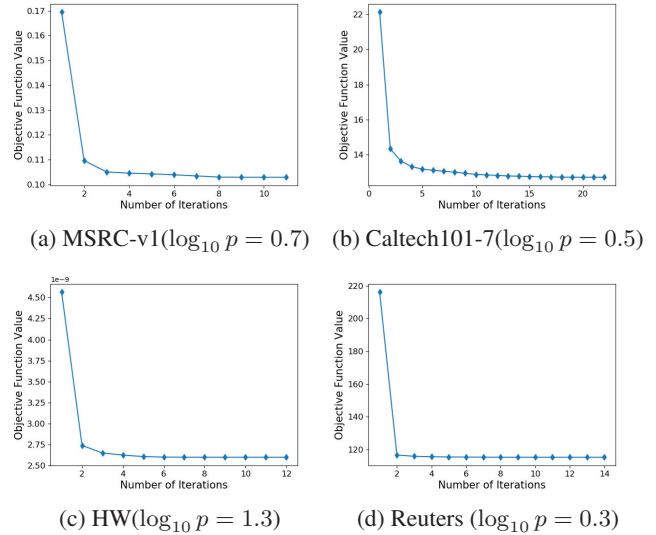 0.17
0.16
0.15
0.14
0.13
0.12
0.11
0.10
Objective Function Value
2 4 6 8 10
Number of Iterations
(a) MSRC-v1(log₁₀ p = 0.7)
22
20
18
16
14
Objective Function Value
0 5 10 15 20
Number of Iterations
(b) Caltech101-7(log₁₀ p = 0.5)
1e−9
4.50
4.25
4.00
3.75
3.50
3.25
3.00
2.75
2.50
Objective Function Value
2 4 6 8 10 12
Number of Iterations
(c) HW(log₁₀ p = 1.3)
220
200
180
160
140
120
Objective Function Value
2 4 6 8 10 12 14
Number of Iterations
(d) Reuters (log₁₀ p = 0.3)